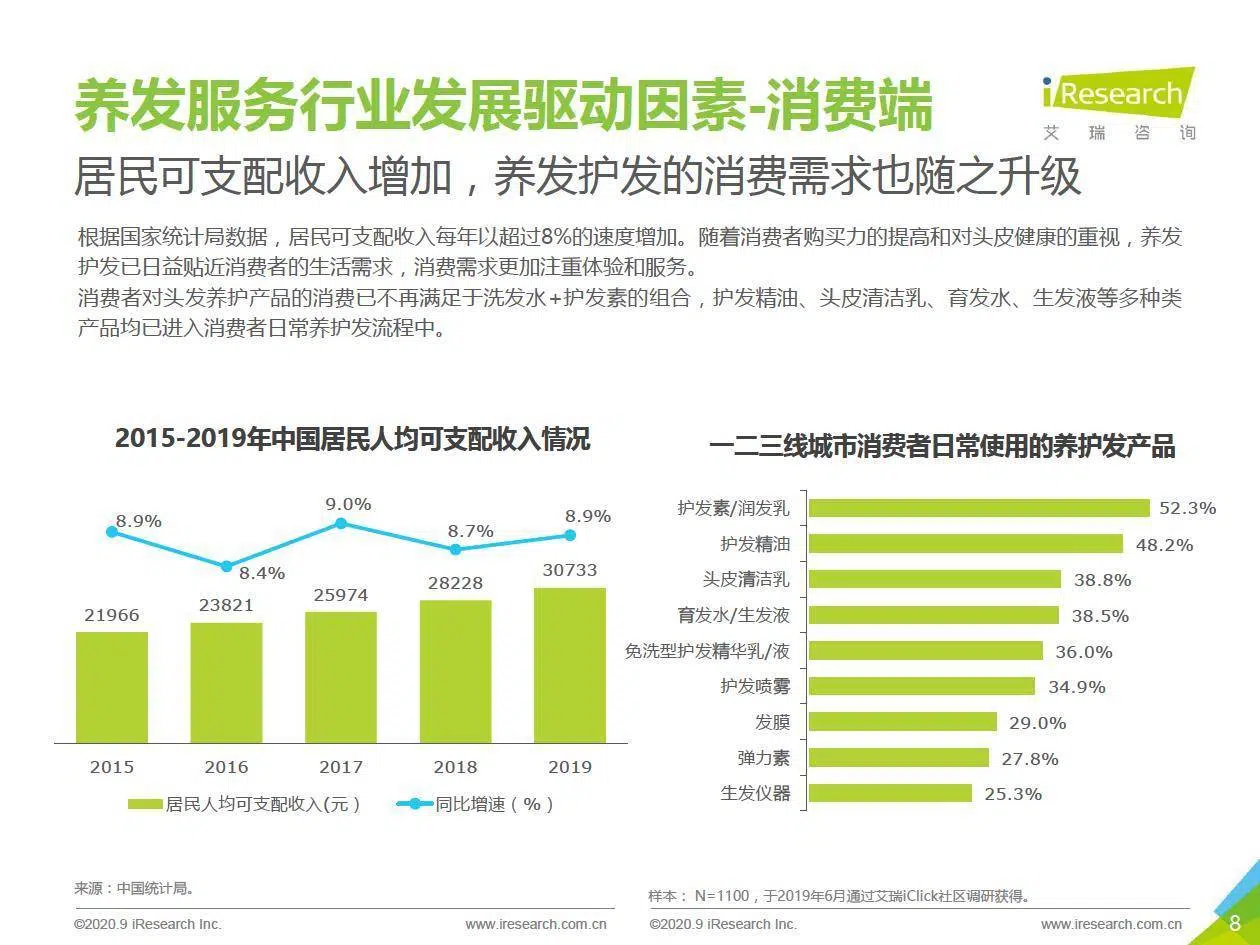 养发服务行业发展驱动因素-消费端
iResearch
艾瑞咨询
居民可支配收入增加，养发护发的消费需求也随之升级
根据国家统计局数据，居民可支配收入每年以超过8%的速度增加。随着消费者购买力的提高和对头皮健康的重视，养发
护发已日益贴近消费者的生活需求，消费需求更加注重体验和服务。
消费者对头发养护产品的消费已不再满足于洗发水+护发素的组合，护发精油、头皮清洁乳、育发水、生发液等多种类
产品均已进入消费者日常养护发流程中。
2015-2019年中国居民人均可支配收入情况
8.9%
8.4%
9.0%
8.7%
8.9%
21966
23821
25974
28228
30733
2015
2016
2017
2018
2019
居民人均可支配收入(元）
同比增速（%）
一二三线城市消费者日常使用的养护发产品
护发素/润发乳 52.3%
护发精油 48.2%
头皮清洁乳 38.8%
育发水/生发液 38.5%
免洗型护发精华乳/液 36.0%
护发喷雾 34.9%
发膜 29.0%
弹力素 27.8%
生发仪器 25.3%
来源：中国统计局。
©2020.9 iResearch Inc.
www.iresearch.com.cn
样本： N=1100，于2019年6月通过艾瑞iClick社区调研获得。
©2020.9 iResearch Inc.
www.iresearch.com.cn
8